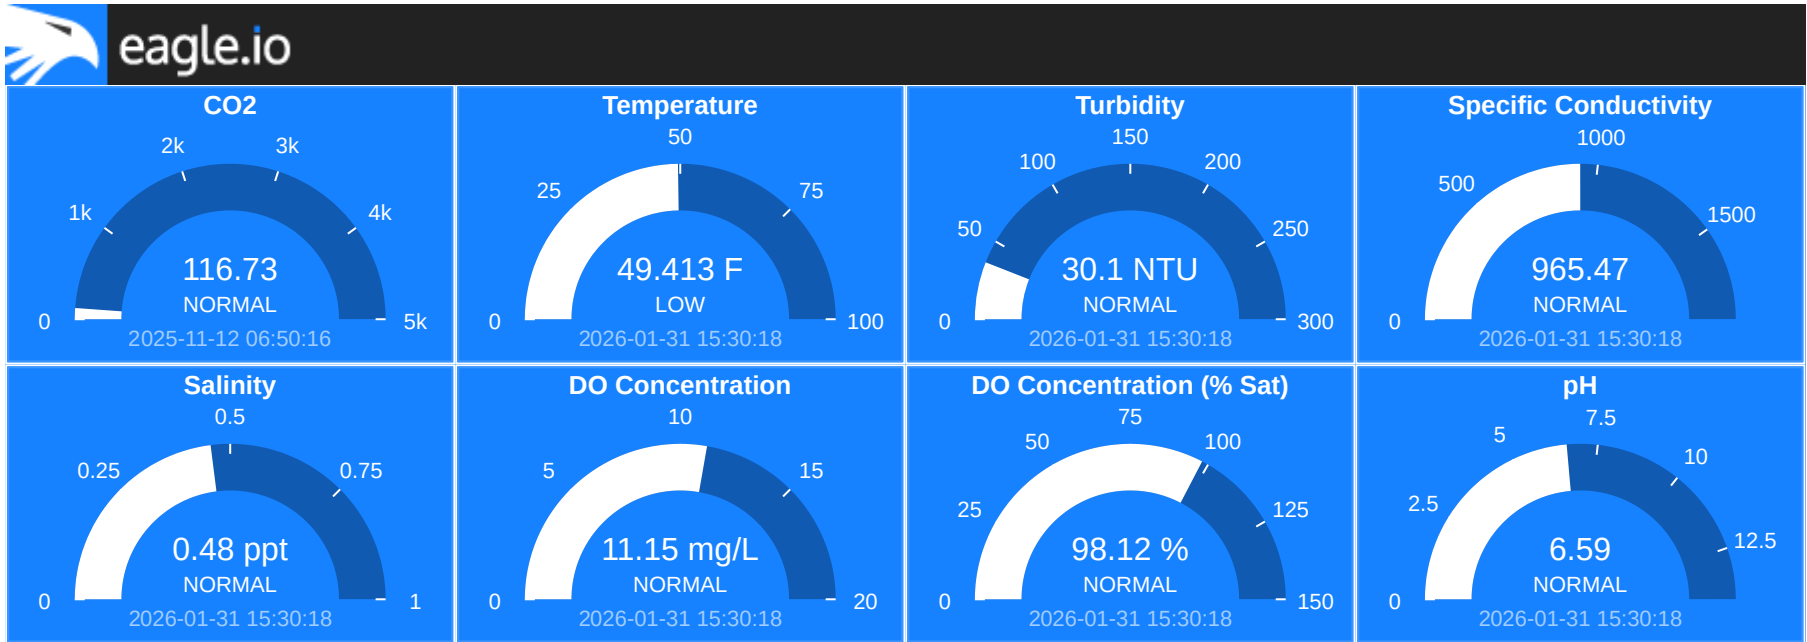 eagle.io
CO2
0
1k
2k
3k
4k
5k
116.73
NORMAL
2025-11-12 06:50:16
Temperature
0
25
50
75
100
49.413 F
LOW
2026-01-31 15:30:18
Turbidity
0
50
100
150
200
250
300
30.1 NTU
NORMAL
2026-01-31 15:30:18
Specific Conductivity
0
500
1000
1500
965.47
NORMAL
2026-01-31 15:30:18
Salinity
0
0.25
0.5
0.75
1
0.48 ppt
NORMAL
2026-01-31 15:30:18
DO Concentration
0
5
10
15
20
11.15 mg/L
NORMAL
2026-01-31 15:30:18
DO Concentration (% Sat)
0
25
50
75
100
125
150
98.12 %
NORMAL
2026-01-31 15:30:18
pH
0
2.5
5
7.5
10
12.5
6.59
NORMAL
2026-01-31 15:30:18